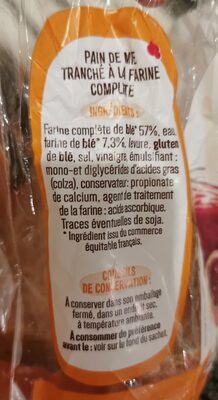 PAIN DE MIE
TRANCHÉ À LA FARINE
COMPLÈTE
INGRÉDIENTS :
Farine complète de blé* 57%, eau,
farine de blé* 7,3%, levure, gluten
de blé, sel, vinaigre, émulsifiant :
mono-et diglycérides d'acides gras
(colza), conservateur: propionate
de calcium, agent de traitement
de la farine : acide ascorbique.
Traces éventuelles de soja.
* Ingrédient issu du commerce
équitable français.
CONSEILS
DE CONSERVATION :
À conserver dans son emballage
fermé, dans un endroit sec,
à température ambiante.
À consommer de préférence
avant le : voir sur le fond du sachet.